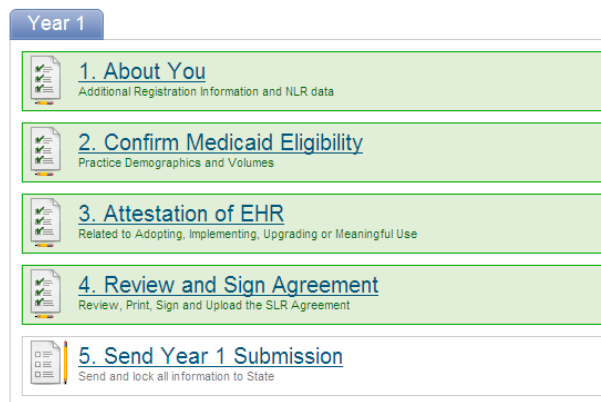 Year 1
1. About You
Additional Registration Information and NLR data
2. Confirm Medicaid Eligibility
Practice Demographics and Volumes
3. Attestation of EHR
Related to Adopting, Implementing, Upgrading or Meaningful Use
4. Review and Sign Agreement
Review, Print, Sign and Upload the SLR Agreement
5. Send Year 1 Submission
Send and lock all information to State